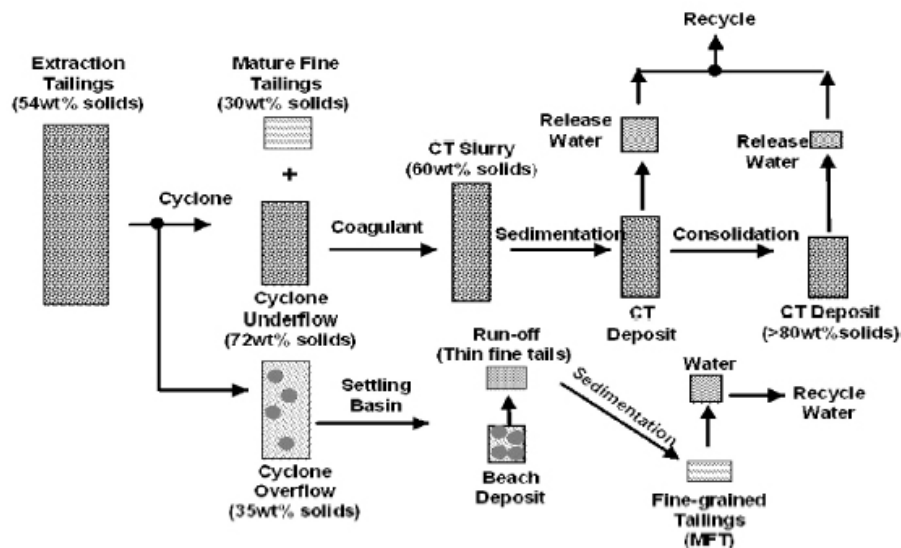 Recycle
Extraction
Tailings
(54wt% solids)
Mature Fine
Tailings
(30wt% solids)
+
Release
Water
Release
Water
CT Slurry
(60wt% solids)
Cyclone
Coagulant
Sedimentation
Consolidation
Cyclone
Underflow
(72wt% solids)
CT
Deposit
CT Deposit
(>80wt%solids)
Run-off
(Thin fine tails)
Settling
Basin
Sedimentation
Water
Recycle
Water
Cyclone
Overflow
(35wt% solids)
Beach
Deposit
Fine-grained
Tailings
(MFT)